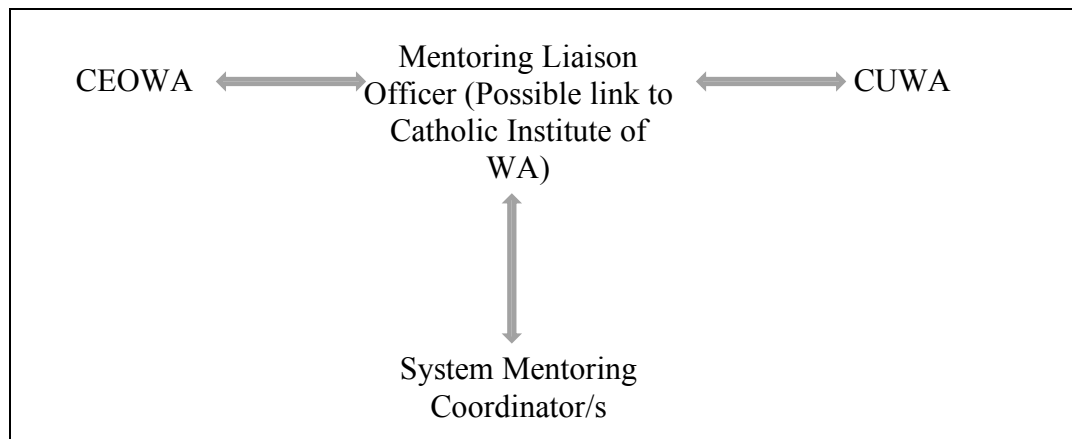 CEOWA
Mentoring Liaison
Officer (Possible link to
Catholic Institute of
WA)
CUWA
System Mentoring
Coordinator/s